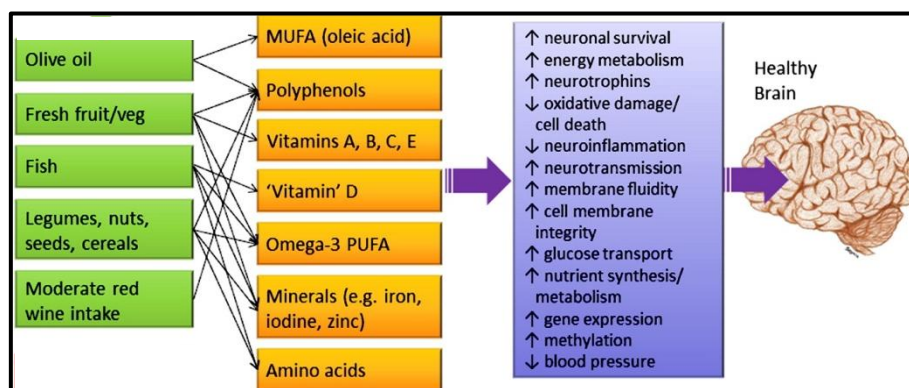 Olive oil
Fresh fruit/veg
Fish
Legumes, nuts,
seeds, cereals
Moderate red
wine intake
MUFA (oleic acid)
Polyphenols
Vitamins A, B, C, E
‘Vitamin’ D
Omega-3 PUFA
Minerals (e.g. iron,
iodine, zinc)
Amino acids
↑ neuronal survival
↑ energy metabolism
↑ neurotrophins
↓ oxidative damage/
cell death
↓ neuroinflammation
↑ neurotransmission
↑ membrane fluidity
↑ cell membrane
integrity
↑ glucose transport
↑ nutrient synthesis/
metabolism
↑ gene expression
↑ methylation
↓ blood pressure
Healthy
Brain